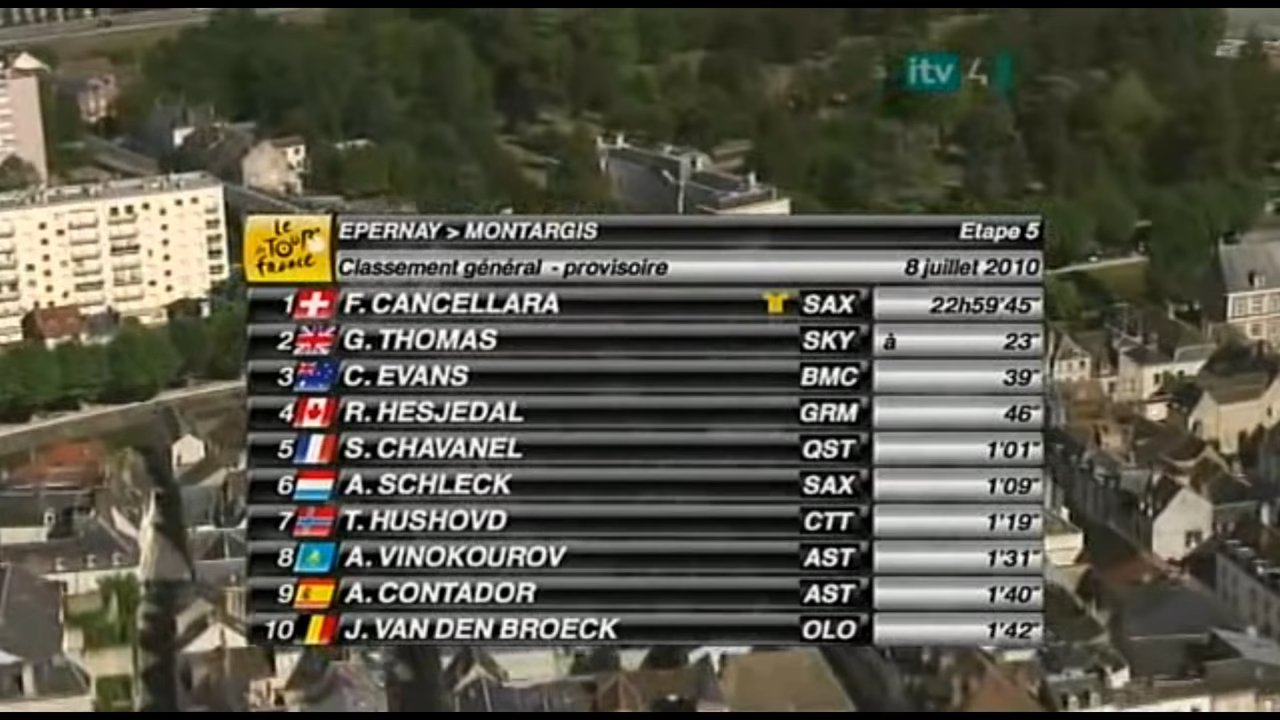 itv 4
Le Tour de France
EPERNAY > MONTARGIS Etape 5
Classement général - provisoire 8 juillet 2010
1 F. CANCELLARA SAX 22h59'45"
2 G. THOMAS SKY à 23"
3 C. EVANS BMC 39"
4 R. HESJEDAL GRM 46"
5 S. CHAVANEL QST 1'01"
6 A. SCHLECK SAX 1'09"
7 T. HUSHOVD CTT 1'19"
8 A. VINOKOUROV AST 1'31"
9 A. CONTADOR AST 1'40"
10 J. VAN DEN BROECK OLO 1'42"